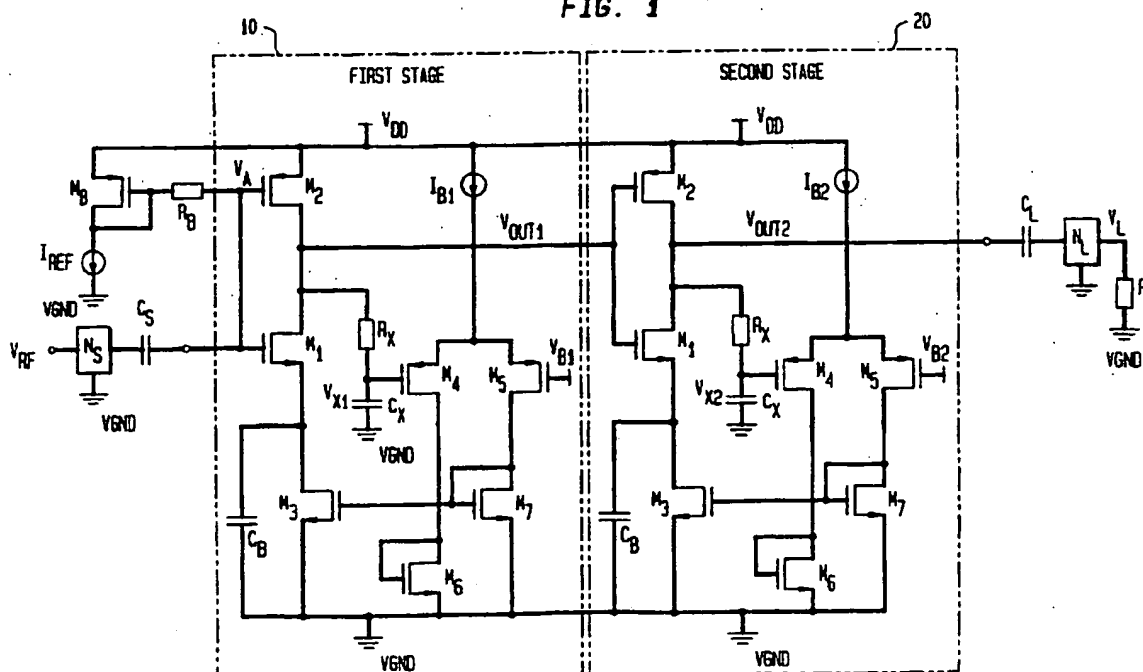 FIG. 1
10
20
FIRST STAGE
SECOND STAGE
VDD
VDD
M8
RB
VA
M2
IB1
M2
IB2
VOUT1
VOUT2
CL
NL
VL
IREF
VGND
CS
VRF
NS
VGND
M1
RX
VX1
CX
VGND
M4
M5
VB1
M1
RX
VX2
CX
M4
M5
VB2
VGND
CB
M3
M7
M6
CB
M3
M7
M6
VGND
VGND